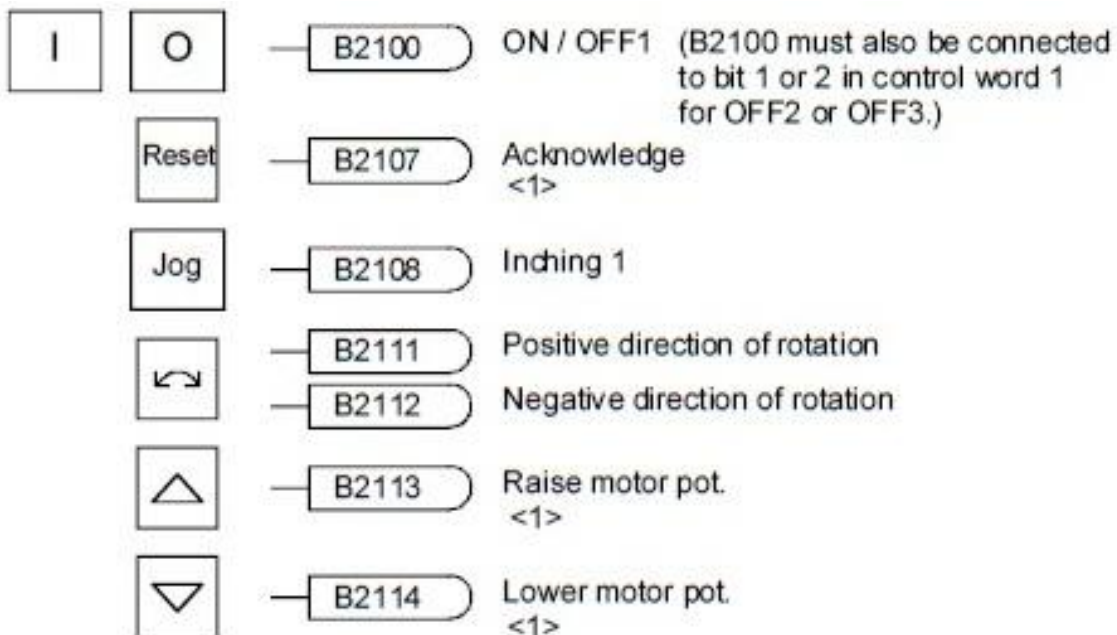 I O B2100 ON / OFF1 (B2100 must also be connected
to bit 1 or 2 in control word 1
for OFF2 or OFF3.)
Reset B2107 Acknowledge
<1>
Jog B2108 Inching 1
B2111 Positive direction of rotation
B2112 Negative direction of rotation
B2113 Raise motor pot.
<1>
B2114 Lower motor pot.
<1>